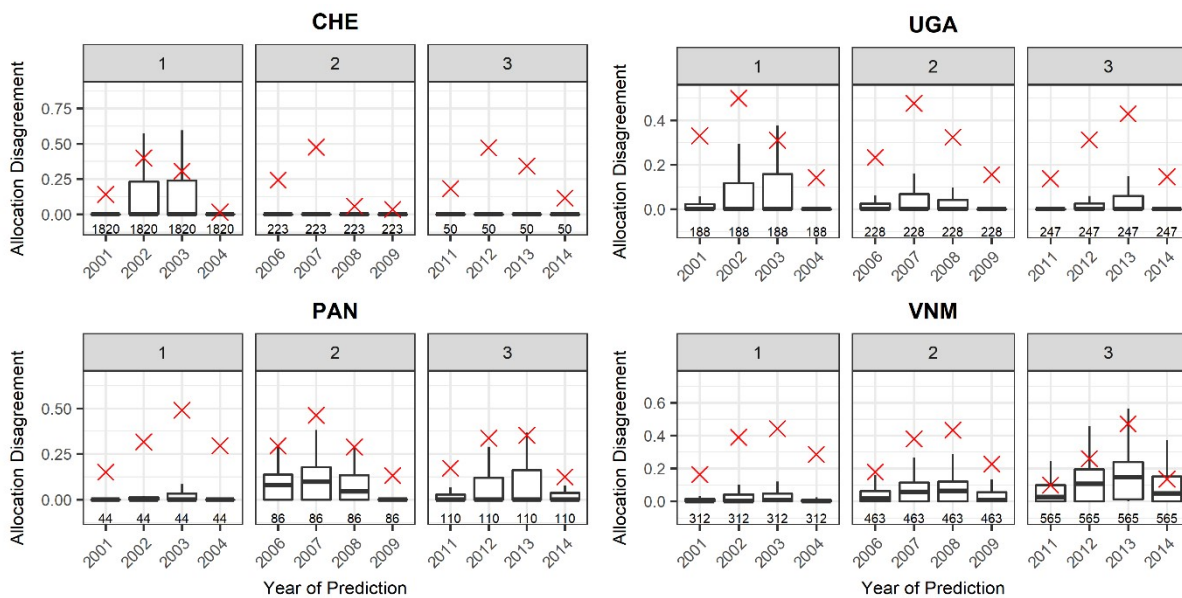 CHE
1
2
3
Allocation Disagreement
0.75
0.50
0.25
0.00
1820 1820 1820 1820
223 223 223 223
50 50 50 50
2001 2002 2003 2004
2006 2007 2008 2009
2011 2012 2013 2014
UGA
1
2
3
Allocation Disagreement
0.4
0.2
0.0
188 188 188 188
228 228 228 228
247 247 247 247
2001 2002 2003 2004
2006 2007 2008 2009
2011 2012 2013 2014
PAN
1
2
3
Allocation Disagreement
0.50
0.25
0.00
44 44 44 44
86 86 86 86
110 110 110 110
2001 2002 2003 2004
2006 2007 2008 2009
2011 2012 2013 2014
Year of Prediction
VNM
1
2
3
Allocation Disagreement
0.6
0.4
0.2
0.0
312 312 312 312
463 463 463 463
565 565 565 565
2001 2002 2003 2004
2006 2007 2008 2009
2011 2012 2013 2014
Year of Prediction